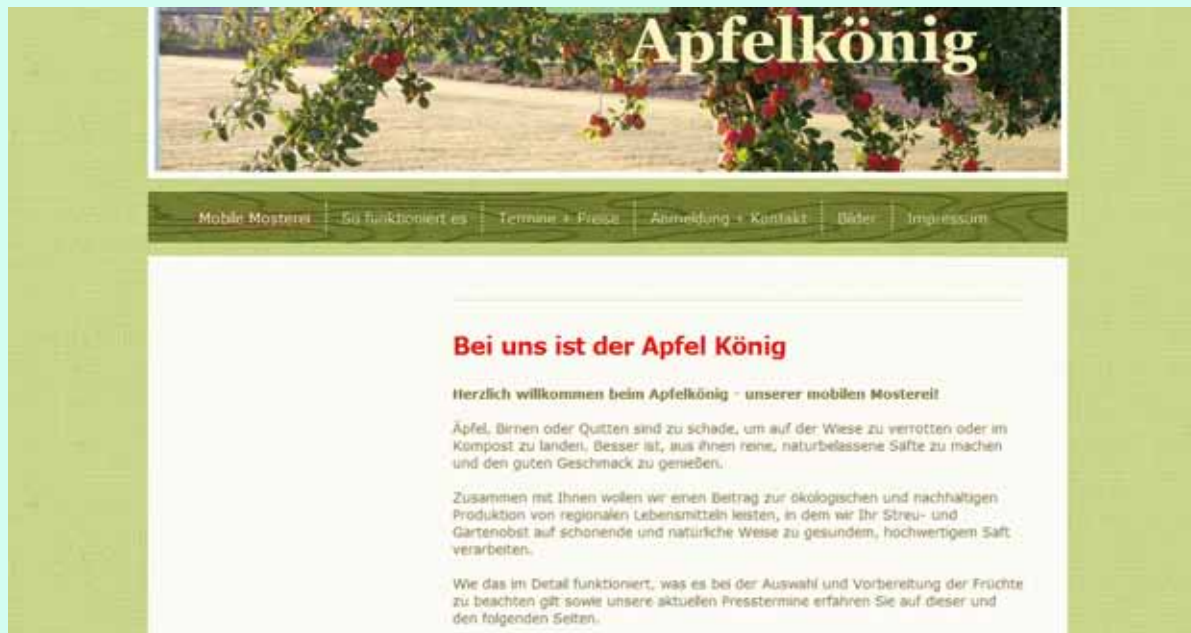 Apfelkönig
Mobile Mosterei | So funktioniert es | Termine + Preise | Anmeldung + Kontakt | Bilder | Impressum
Bei uns ist der Apfel König
Herzlich willkommen beim Apfelkönig - unserer mobilen Mosterei!
Äpfel, Birnen oder Quitten sind zu schade, um auf der Wiese zu verrotten oder im
Kompost zu landen. Besser ist, aus ihnen reine, naturbelassene Säfte zu machen
und den guten Geschmack zu genießen.
Zusammen mit Ihnen wollen wir einen Beitrag zur ökologischen und nachhaltigen
Produktion von regionalen Lebensmitteln leisten, in dem wir Ihr Streu- und
Gartenobst auf schonende und natürliche Weise zu gesundem, hochwertigem Saft
verarbeiten.
Wie das im Detail funktioniert, was es bei der Auswahl und Vorbereitung der Früchte
zu beachten gilt sowie unsere aktuellen Presstermine erfahren Sie auf dieser und
den folgenden Seiten.